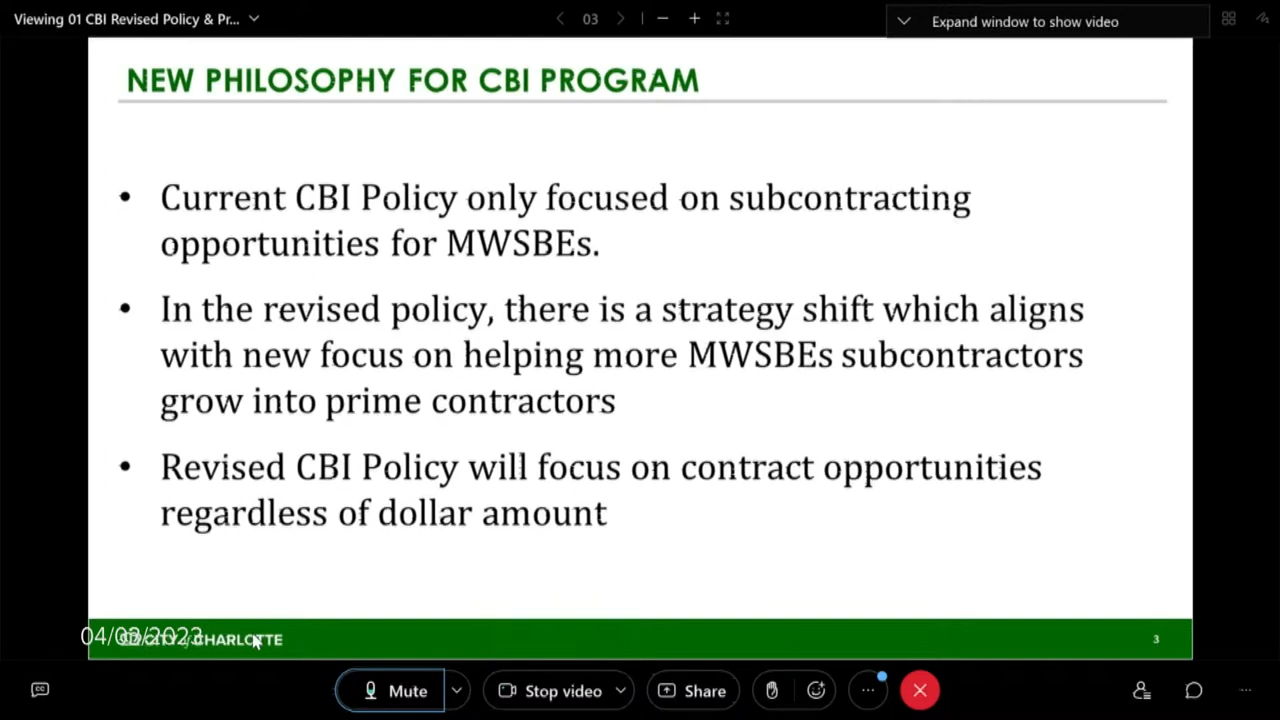 Viewing 01 CBI Revised Policy & Pr...
03
Expand window to show video
NEW PHILOSOPHY FOR CBI PROGRAM
• Current CBI Policy only focused on subcontracting
opportunities for MWSBEs.
• In the revised policy, there is a strategy shift which aligns
with new focus on helping more MWSBEs subcontractors
grow into prime contractors
• Revised CBI Policy will focus on contract opportunities
regardless of dollar amount
04/03/2023
CITY of CHARLOTTE
3
CC
Mute
Stop video
Share